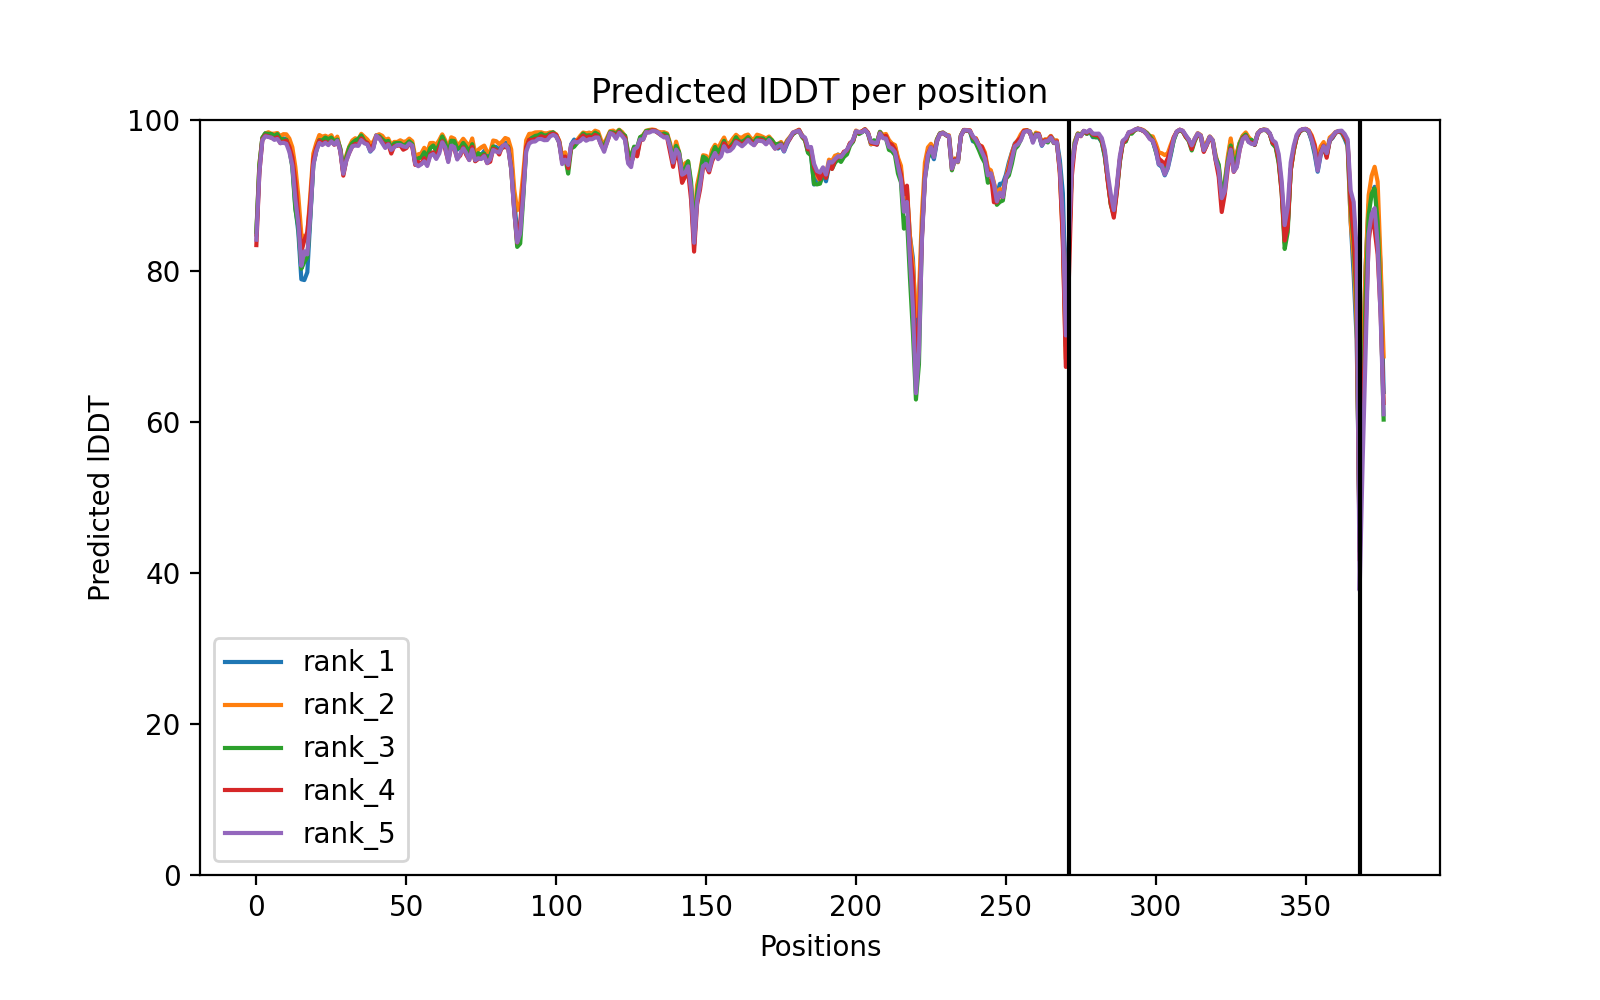 Predicted lDDT per position
100
80
60
40
20
0
Predicted lDDT
rank_1
rank_2
rank_3
rank_4
rank_5
0 50 100 150 200 250 300 350
Positions